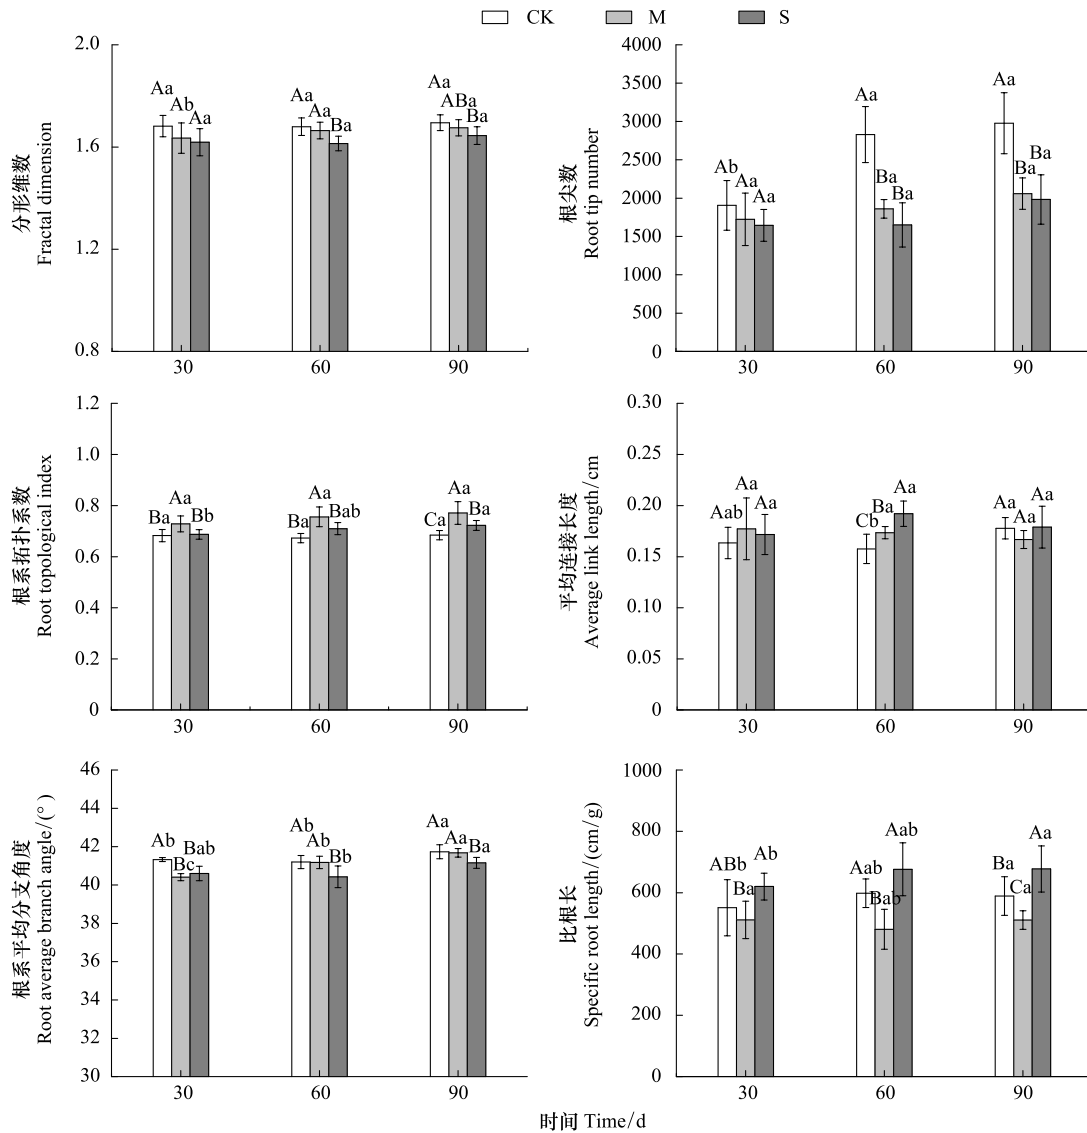 CK M S
分形维数
Fractal dimension
2.0
1.6
1.2
0.8
Aa Ab Aa
Aa Aa Ba
Aa ABa Ba
30 60 90
根尖数
Root tip number
4000
3500
3000
2500
2000
1500
1000
500
0
Ab Aa Aa
Aa Ba Ba
Aa Ba Ba
30 60 90
根系拓扑系数
Root topological index
1.2
1.0
0.8
0.6
0.4
0.2
0
Ba Aa Bb
Ba Aa Bab
Ca Aa Ba
30 60 90
平均连接长度
Average link length/cm
0.30
0.25
0.20
0.15
0.10
0.05
0
Aab Aa Aa
Cb Ba Aa
Aa Aa Aa
30 60 90
根系平均分支角度
Root average branch angle/(°)
46
44
42
40
38
36
34
32
30
Ab Bc Bab
Ab Ab Bb
Aa Aa Ba
30 60 90
比根长
Specific root length/(cm/g)
1000
800
600
400
200
0
ABb Ba Ab
Aab Bab Aab
Ba Ca Aa
30 60 90
时间 Time/d